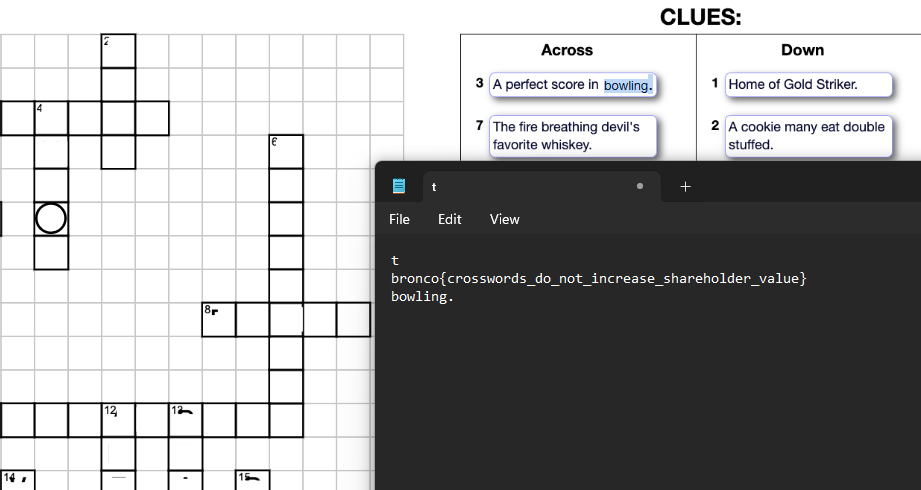 CLUES:
Across
Down
3 A perfect score in bowling.
1 Home of Gold Striker.
7 The fire breathing devil's
favorite whiskey.
2 A cookie many eat double
stuffed.
2
4
6
8
12
13
14
15
t
File Edit View
t
bronco{crosswords_do_not_increase_shareholder_value}
bowling.